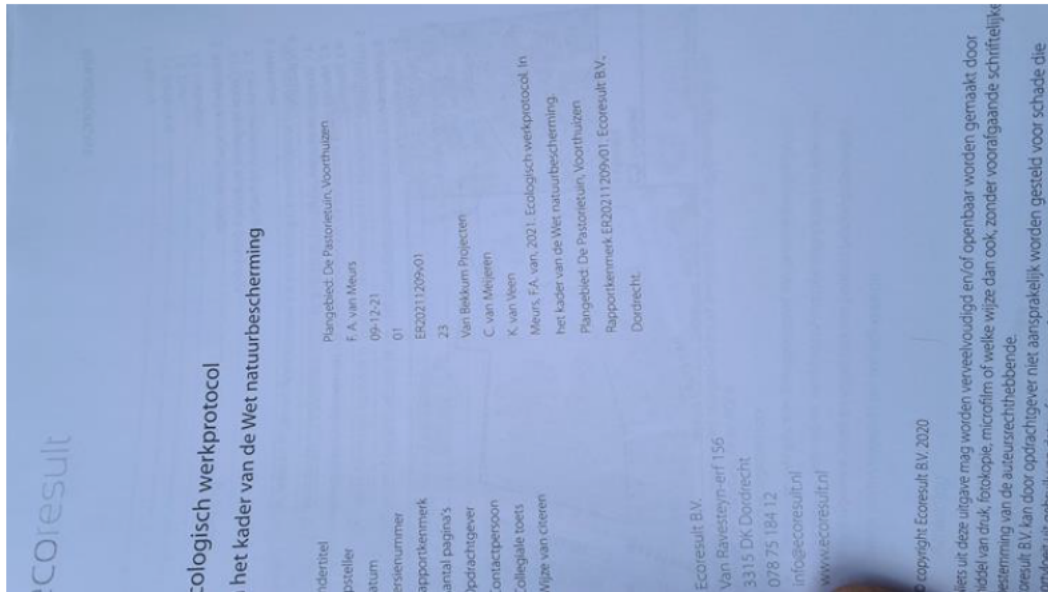 ecoresult
cologisch werkprotocol
het kader van de Wet natuurbescherming
ndertitel Plangebied: De Pastorietuin, Voorthuizen
psteller F. A. van Meurs
atum 09-12-21
ersienummer 01
apportkenmerk ER20211209v01
antal pagina's 23
pdrachtgever Van Bekkum Projecten
ontactpersoon C. van Meijeren
ollegiale toets K. van Veen
Wijze van citeren Meurs, F.A. van, 2021. Ecologisch werkprotocol. In
het kader van de Wet natuurbescherming.
Plangebied: De Pastorietuin, Voorthuizen
Rapportkenmerk ER20211209v01. Ecoresult B.V.,
Dordrecht.
Ecoresult B.V.
Van Ravesteyn-erf 156
3315 DK Dordrecht
078 75 184 12
info@ecoresult.nl
www.ecoresult.nl
copyright Ecoresult B.V. 2020
iets uit deze uitgave mag worden verveelvoudigd en/of openbaar worden gemaakt door
iddel van druk, fotokopie, microfilm of welke wijze dan ook, zonder voorafgaande schriftelijke
estemming van de auteursrechthebbende.
oresult B.V. kan door opdrachtgever niet aansprakelijk worden gesteld voor schade die